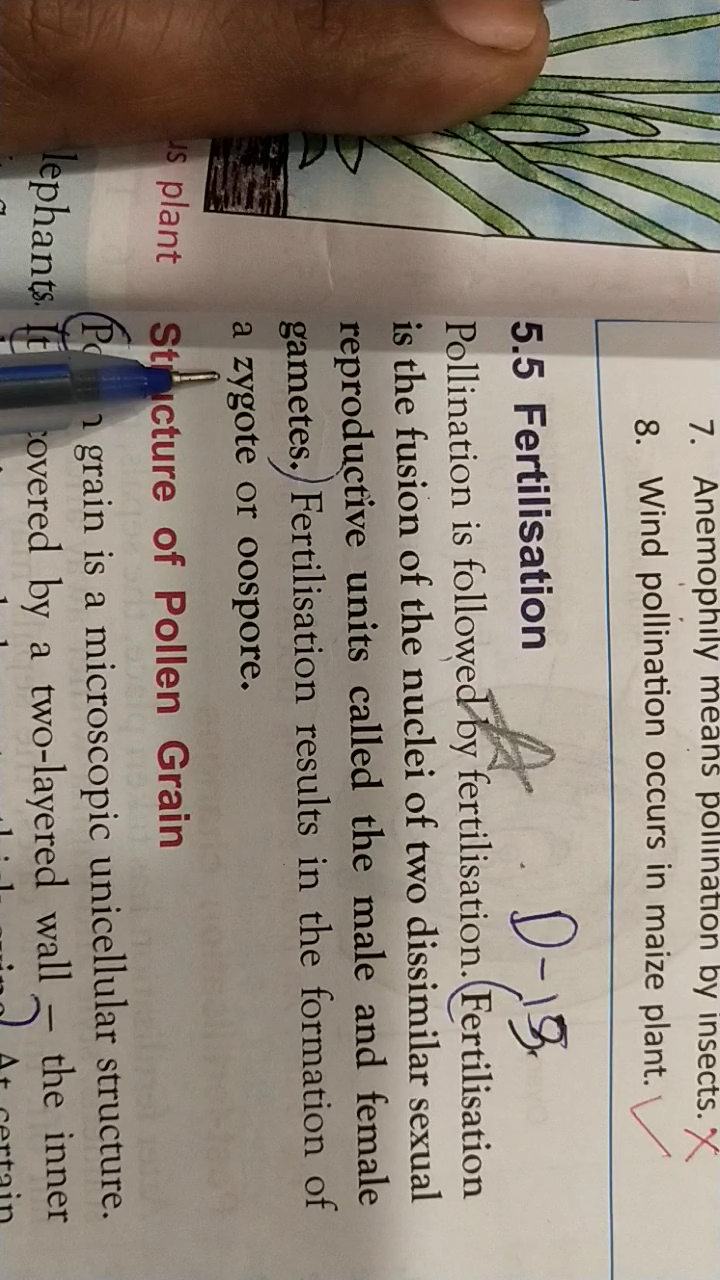 7. Anemophily means pollination by insects. X
8. Wind pollination occurs in maize plant. ✓
5.5 Fertilisation
D-15
Pollination is followed by fertilisation. (Fertilisation
is the fusion of the nuclei of two dissimilar sexual
reproductive units called the male and female
gametes.) Fertilisation results in the formation of
a zygote or oospore.
plant
Structure of Pollen Grain
grain is a microscopic unicellular structure.
lephants.
It covered by a two-layered wall – the inner
At certain